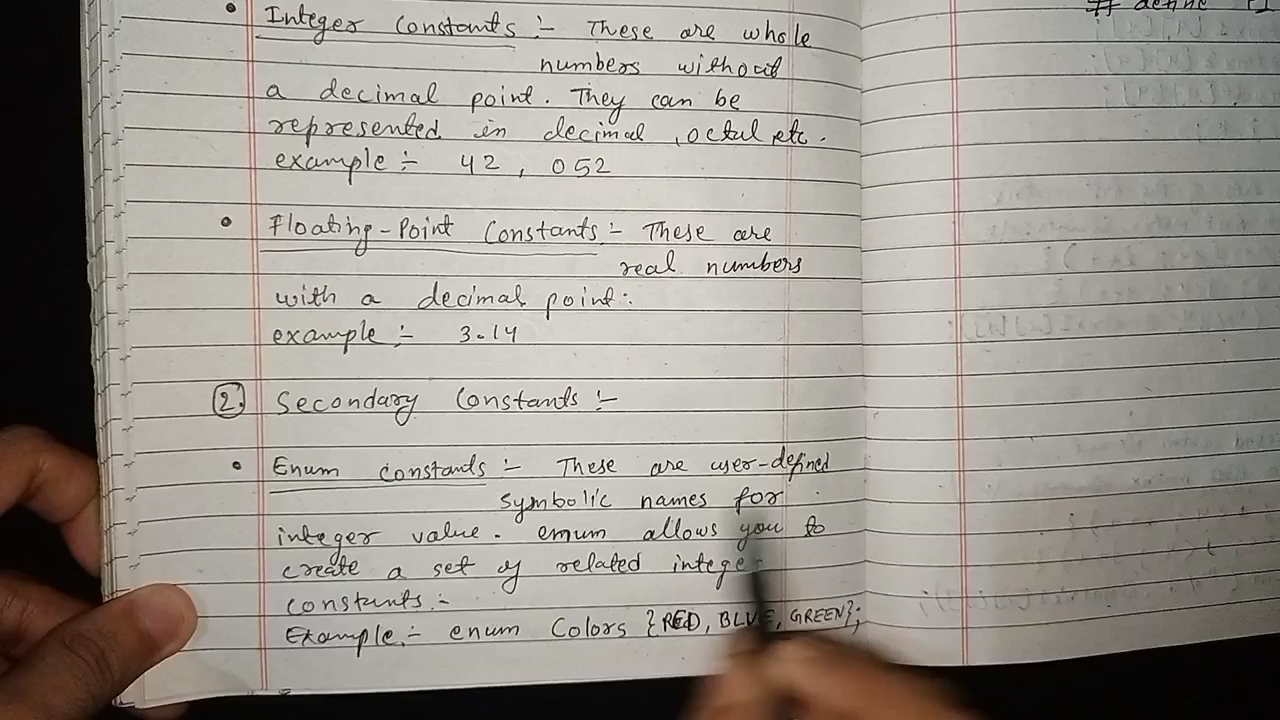 # define
Integer Constants :- These are whole
numbers without
a decimal point. They can be
represented in decimal, octal etc.
example :- 42, 052
Floating-Point Constants :- These are
real numbers
with a decimal point:
example :- 3.14
2. Secondary Constants :-
Enum constants :- These are user-defined
symbolic names for
integer value. enum allows you to
create a set of related integer
constants.-
Example :- enum Colors {RED, BLUE, GREEN};